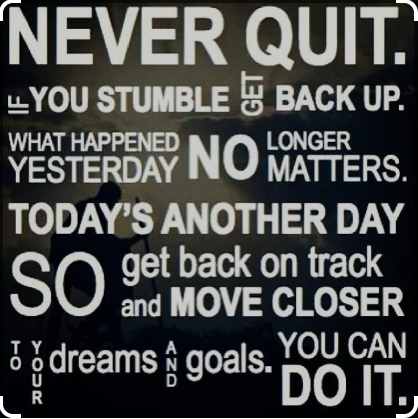 NEVER QUIT.
IF YOU STUMBLE GET BACK UP.
WHAT HAPPENED YESTERDAY NO LONGER MATTERS.
TODAY'S ANOTHER DAY
SO get back on track
and MOVE CLOSER
TO YOUR dreams AND goals. YOU CAN DO IT.